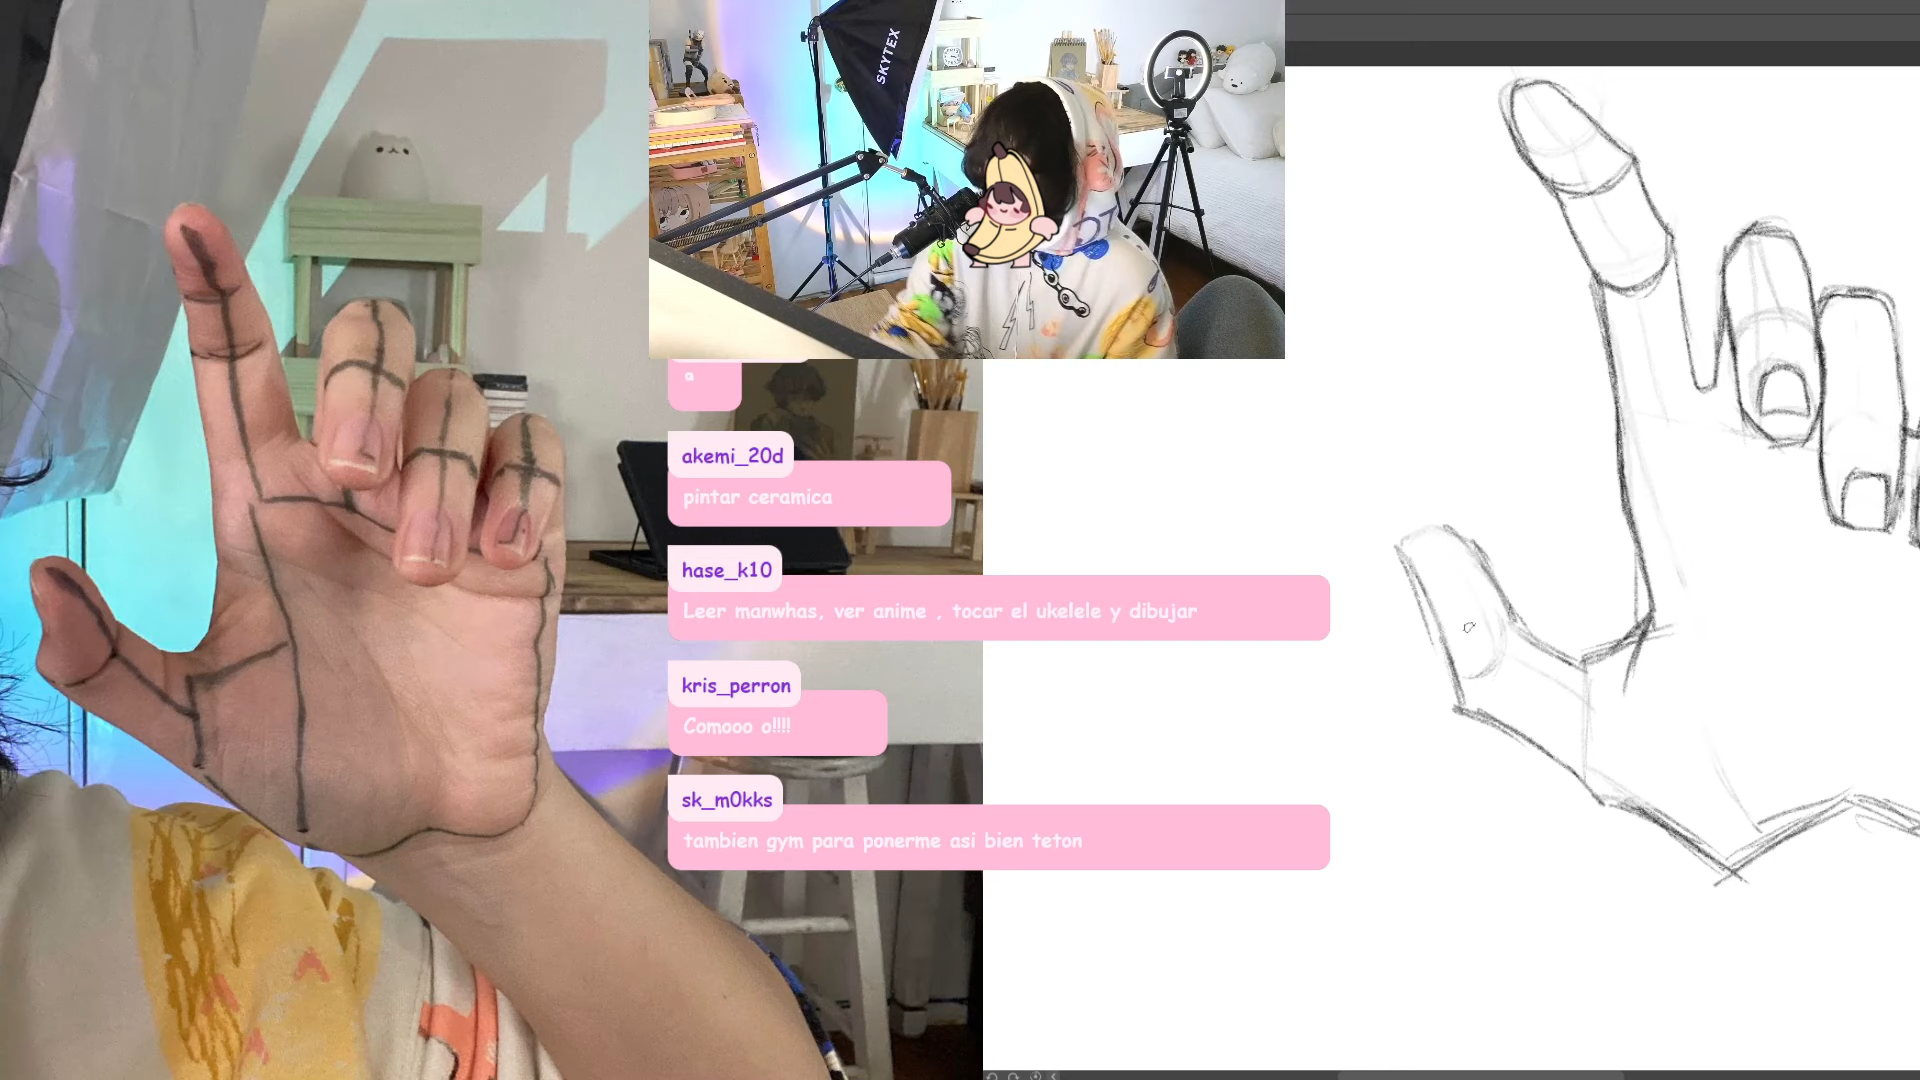 SKYTEX
a
akemi_20d
pintar ceramica
hase_k10
Leer manwhas, ver anime , tocar el ukelele y dibujar
kris_perron
Comooo o!!!!
sk_m0kks
tambien gym para ponerme asi bien teton